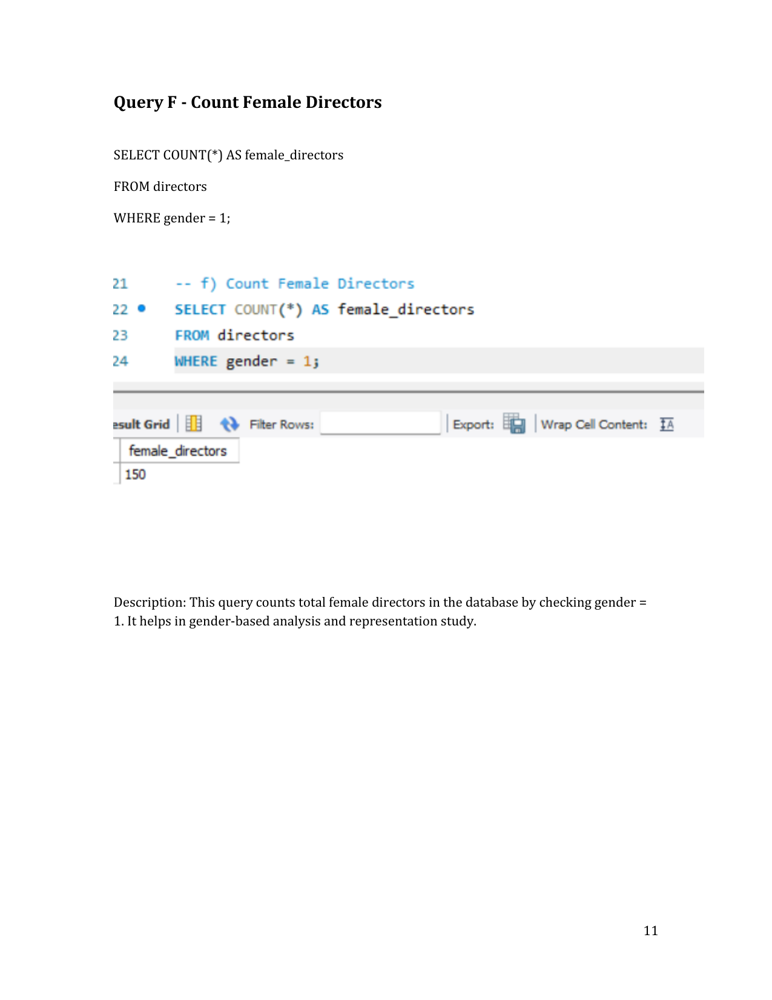 Query F - Count Female Directors
SELECT COUNT(*) AS female_directors
FROM directors
WHERE gender = 1;
21 -- f) Count Female Directors
22 SELECT COUNT(*) AS female_directors
23 FROM directors
24 WHERE gender = 1;
esult Grid Filter Rows: Export: Wrap Cell Content: IA
female_directors
150
Description: This query counts total female directors in the database by checking gender =
1. It helps in gender-based analysis and representation study.
11